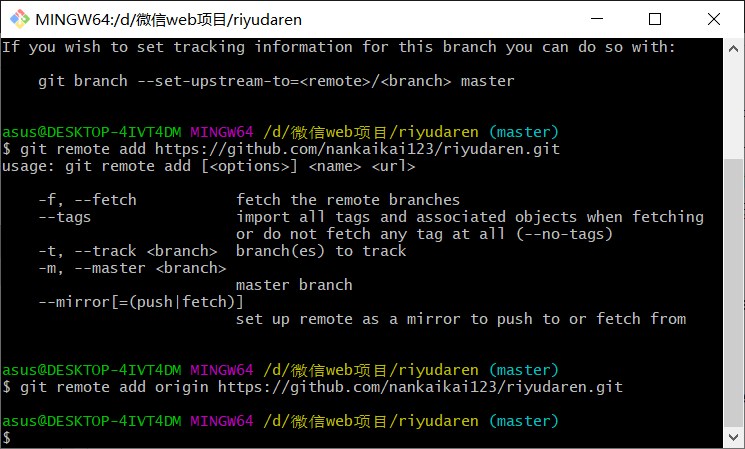 MINGW64:/d/微信web项目/riyudaren
If you wish to set tracking information for this branch you can do so with:
git branch --set-upstream-to=<remote>/<branch> master
asus@DESKTOP-4IVT4DM MINGW64 /d/微信web项目/riyudaren (master)
$ git remote add https://github.com/nankaikai123/riyudaren.git
usage: git remote add [<options>] <name> <url>
-f, --fetch fetch the remote branches
--tags import all tags and associated objects when fetching
or do not fetch any tag at all (--no-tags)
-t, --track <branch> branch(es) to track
-m, --master <branch>
master branch
--mirror[=(push|fetch)]
set up remote as a mirror to push to or fetch from
asus@DESKTOP-4IVT4DM MINGW64 /d/微信web项目/riyudaren (master)
$ git remote add origin https://github.com/nankaikai123/riyudaren.git
asus@DESKTOP-4IVT4DM MINGW64 /d/微信web项目/riyudaren (master)
$